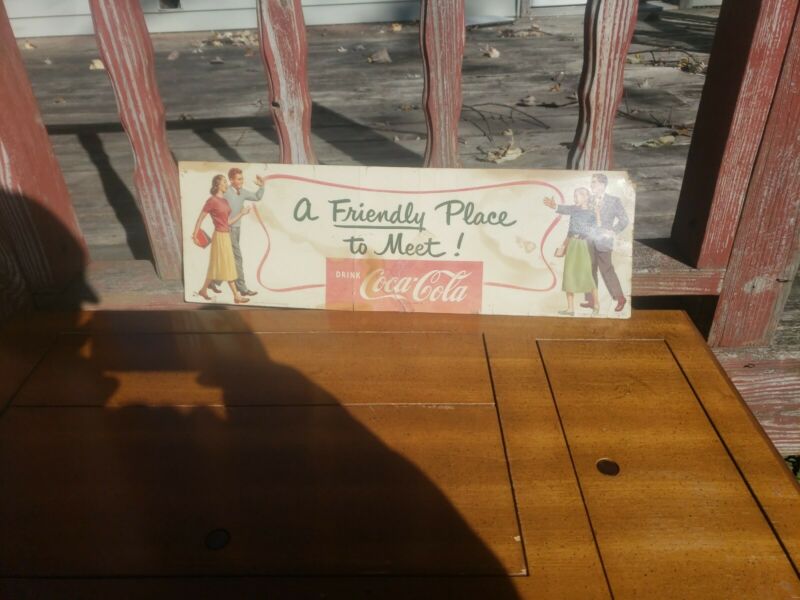 A Friendly Place
to Meet!
DRINK Coca-Cola